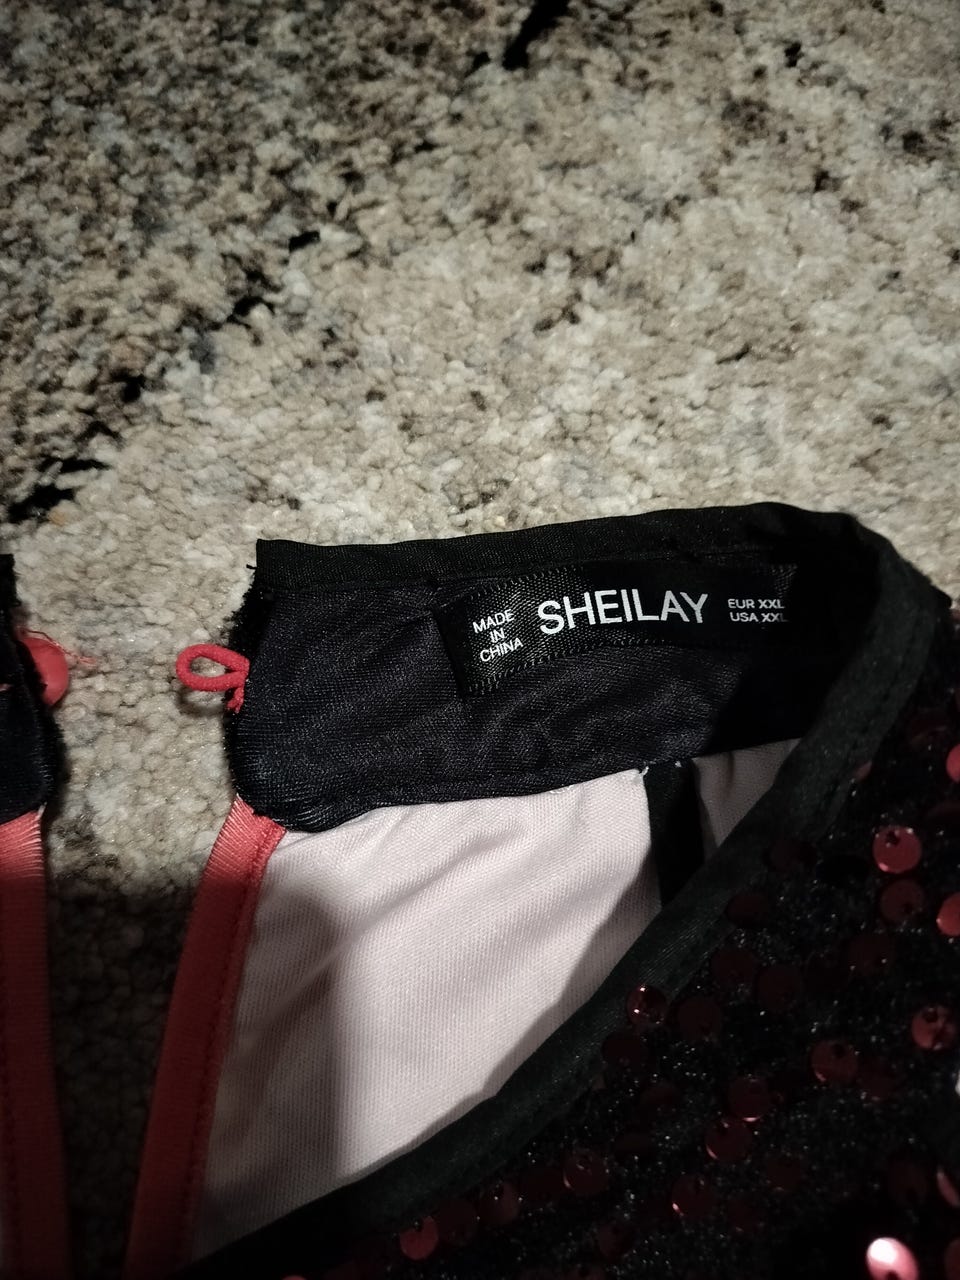 MADE
IN
CHINA
SHEILAY
EUR XXL
USA XXL